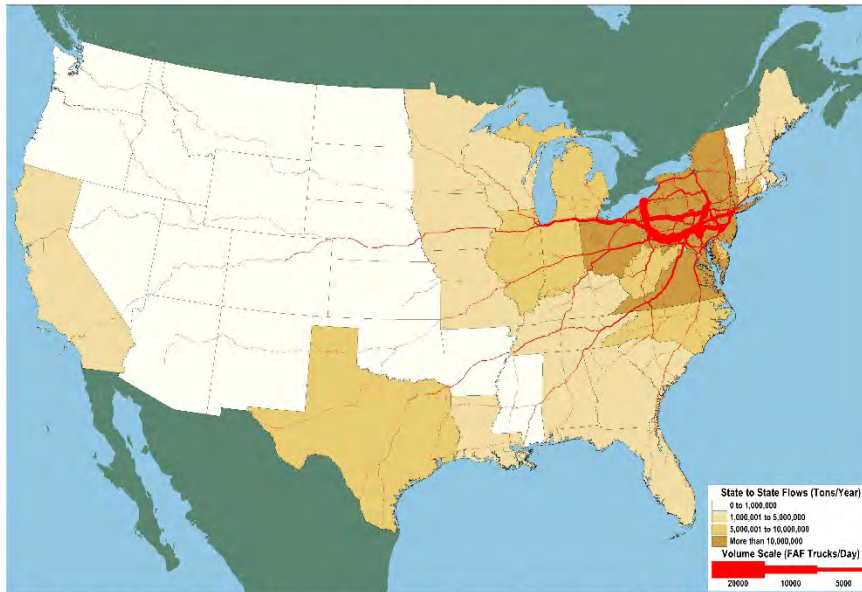 State to State Flows (Tons/Year)
0 to 1,000,000
1,000,001 to 5,000,000
5,000,001 to 10,000,000
More than 10,000,000
Volume Scale (FAF Trucks/Day)
20000 10000 5000